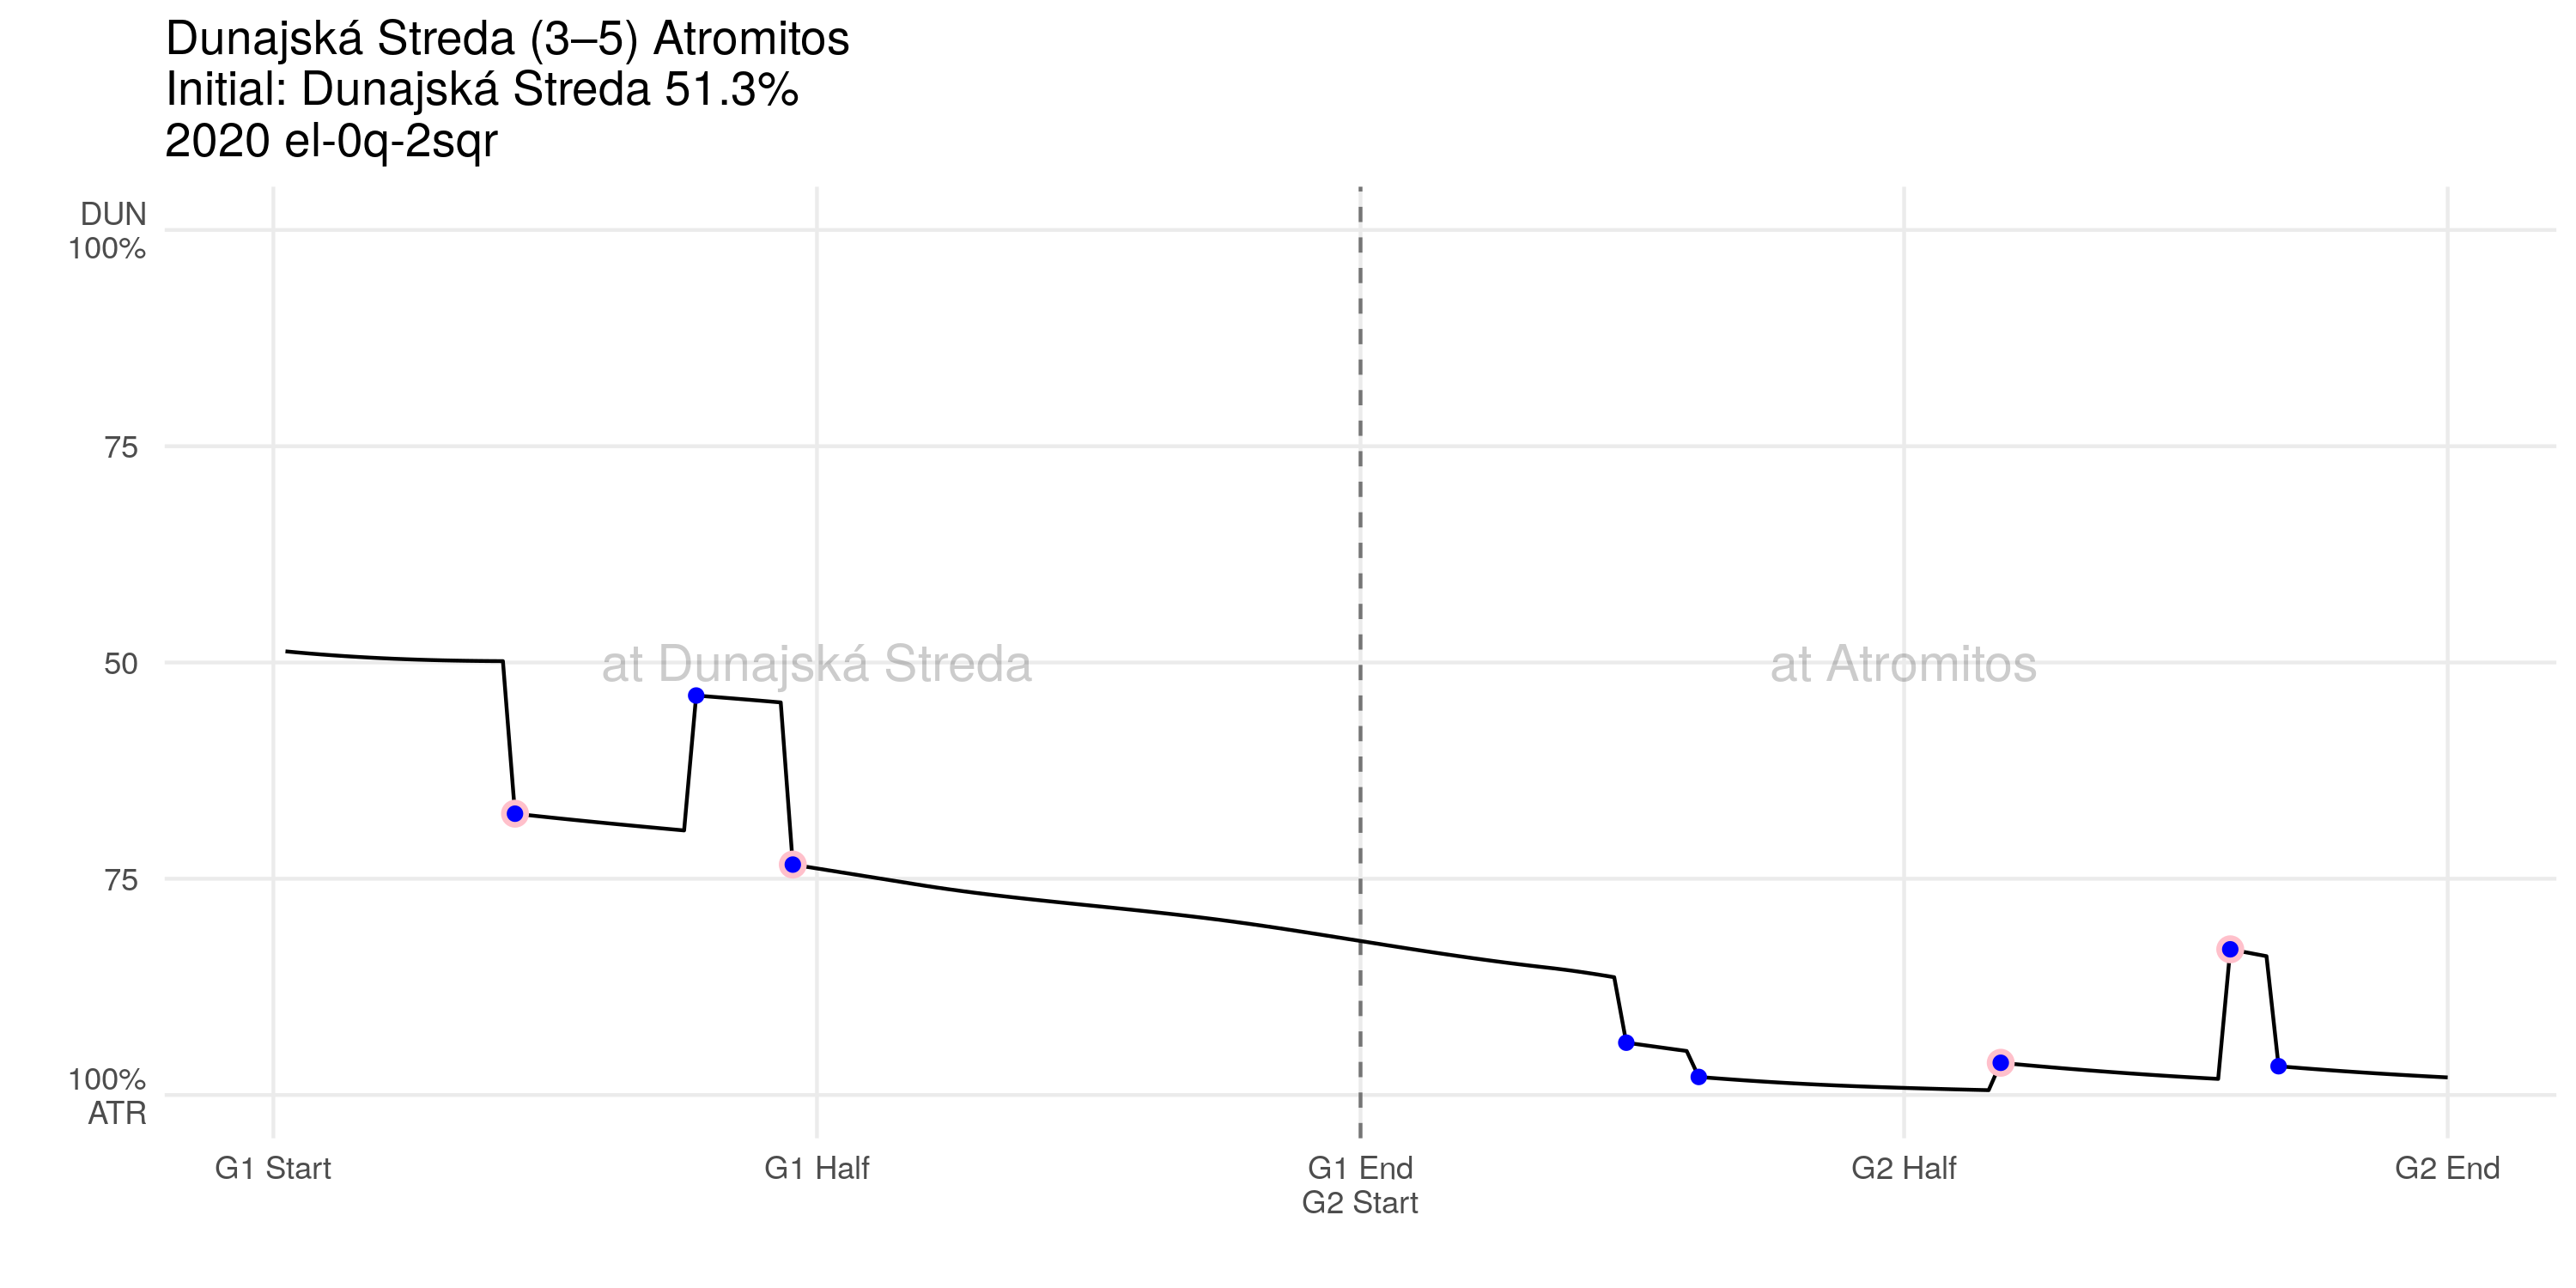 Dunajská Streda (3–5) Atromitos
Initial: Dunajská Streda 51.3%
2020 el-0q-2sqr
DUN
100%
75
50
75
100%
ATR
at Dunajská Streda
at Atromitos
G1 Start
G1 Half
G1 End
G2 Start
G2 Half
G2 End